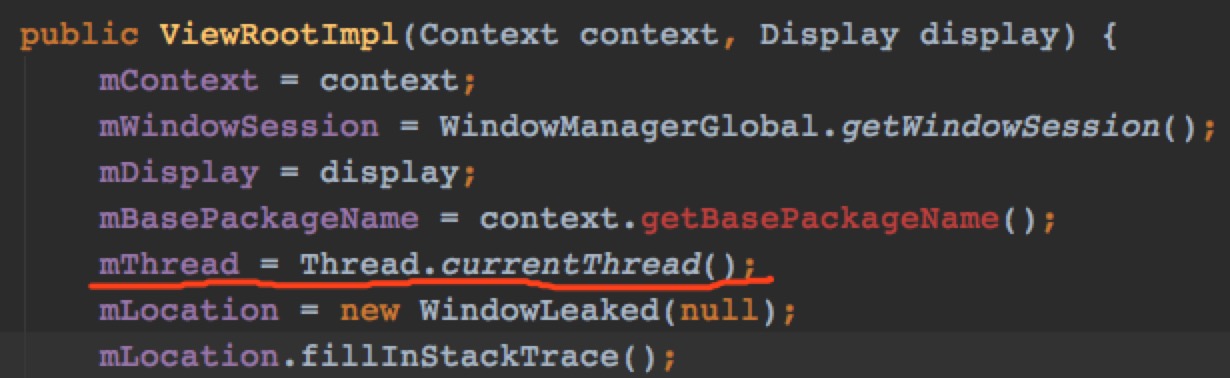 public ViewRootImpl(Context context, Display display) {
mContext = context;
mWindowSession = WindowManagerGlobal.getWindowSession();
mDisplay = display;
mBasePackageName = context.getBasePackageName();
mThread = Thread.currentThread();
mLocation = new WindowLeaked(null);
mLocation.fillInStackTrace();